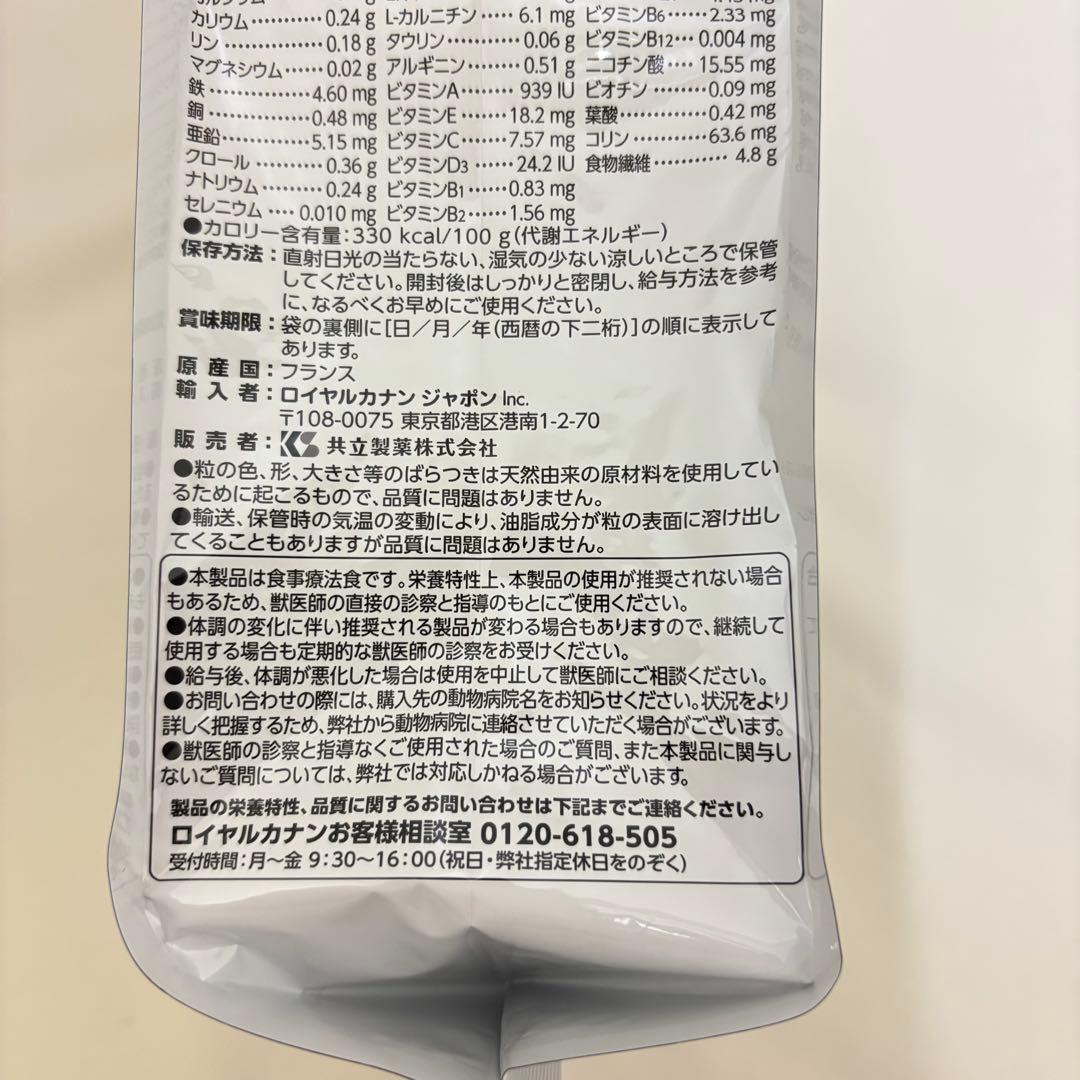 カリウム‥‥‥‥‥ 0.24 g L-カルニチン‥‥ 6.1 mg ビタミンB6‥‥‥ 2.33 mg
リン‥‥‥‥‥‥‥ 0.18 g タウリン‥‥‥‥‥ 0.06 g ビタミンB12‥‥ 0.004 mg
マグネシウム‥‥‥ 0.02 g アルギニン‥‥‥‥ 0.51 g ニコチン酸‥‥ 15.55 mg
鉄‥‥‥‥‥‥‥ 4.60 mg ビタミンA‥‥‥‥ 939 IU ビオチン‥‥‥‥ 0.09 mg
銅‥‥‥‥‥‥‥ 0.48 mg ビタミンE‥‥‥‥ 18.2 mg 葉酸‥‥‥‥‥‥ 0.42 mg
亜鉛‥‥‥‥‥‥ 5.15 mg ビタミンC‥‥‥‥ 7.57 mg コリン‥‥‥‥‥ 63.6 mg
クロール‥‥‥‥‥ 0.36 g ビタミンD3‥‥‥ 24.2 IU 食物繊維‥‥‥‥‥ 4.8 g
ナトリウム‥‥‥‥ 0.24 g ビタミンB1‥‥‥ 0.83 mg
セレニウム‥‥ 0.010 mg ビタミンB2‥‥‥ 1.56 mg
●カロリー含有量:330 kcal/100 g(代謝エネルギー)
保存方法:直射日光の当たらない、湿気の少ない涼しいところで保管
してください。開封後はしっかりと密閉し、給与方法を参考
に、なるべくお早めにご使用ください。
賞味期限:袋の裏側に[日/月/年(西暦の下二桁)]の順に表示して
あります。
原産国:フランス
輸入者:ロイヤルカナン ジャポン Inc.
〒108-0075 東京都港区港南1-2-70
販売者:KS 共立製薬株式会社
●粒の色、形、大きさ等のばらつきは天然由来の原材料を使用してい
るために起こるもので、品質に問題はありません。
●輸送、保管時の気温の変動により、油脂成分が粒の表面に溶け出し
てくることもありますが品質に問題はありません。
●本製品は食事療法食です。栄養特性上、本製品の使用が推奨されない場合
もあるため、獣医師の直接の診察と指導のもとにご使用ください。
●体調の変化に伴い推奨される製品が変わる場合もありますので、継続して
使用する場合も定期的な獣医師の診察をお受けください。
●給与後、体調が悪化した場合は使用を中止して獣医師にご相談ください。
●お問い合わせの際には、購入先の動物病院名をお知らせください。状況をより
詳しく把握するため、弊社から動物病院に連絡させていただく場合がございます。
●獣医師の診察と指導なくご使用された場合のご質問、また本製品に関与し
ないご質問については、弊社では対応しかねる場合がございます。
製品の栄養特性、品質に関するお問い合わせは下記までご連絡ください。
ロイヤルカナンお客様相談室 0120-618-505
受付時間:月~金 9:30~16:00(祝日・弊社指定休日をのぞく)